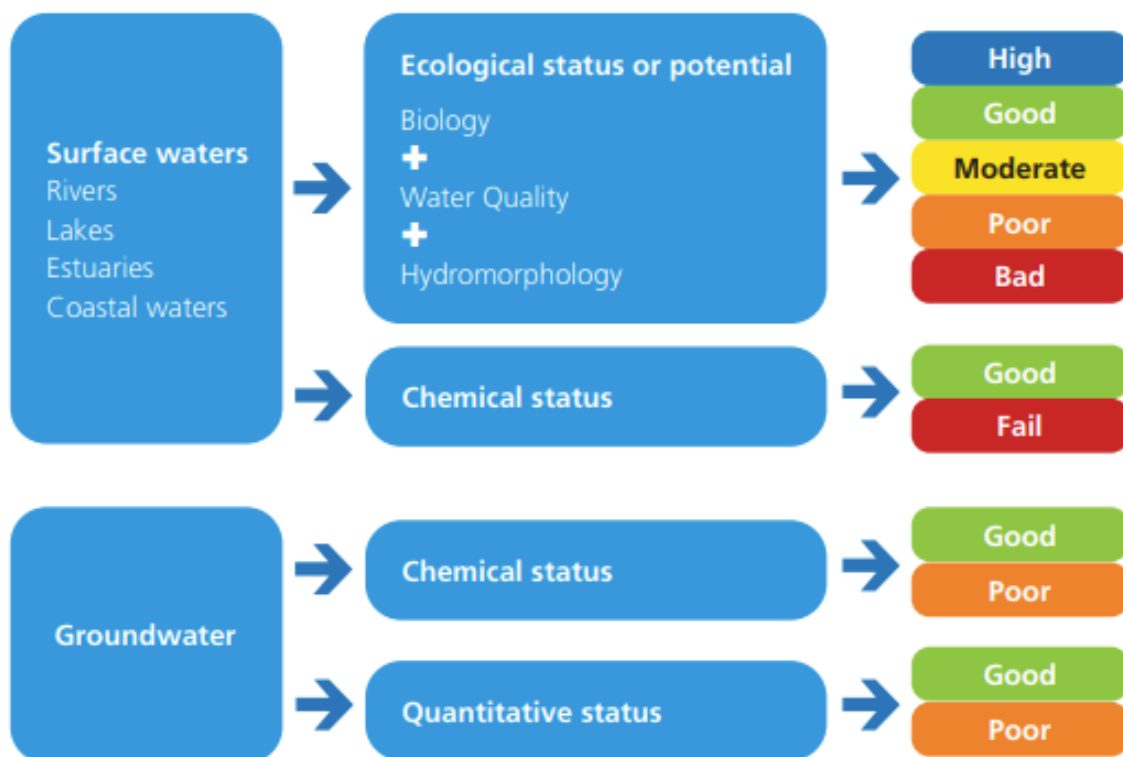 Surface waters
Rivers
Lakes
Estuaries
Coastal waters
Ecological status or potential
Biology
+
Water Quality
+
Hydromorphology
High
Good
Moderate
Poor
Bad
Chemical status
Good
Fail
Groundwater
Chemical status
Good
Poor
Quantitative status
Good
Poor